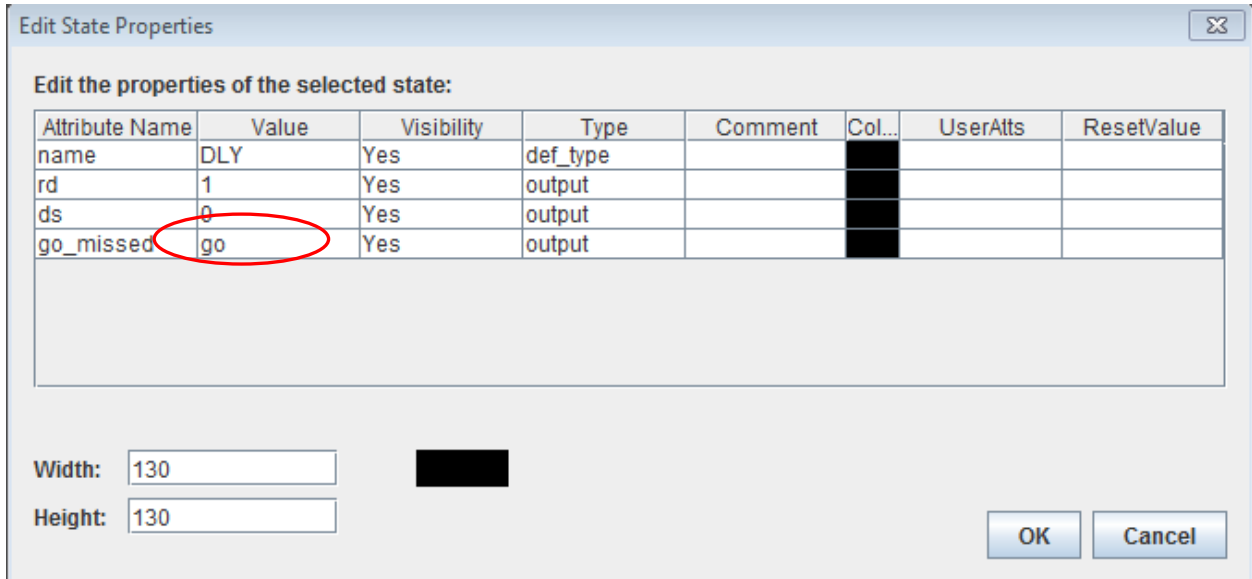 Edit State Properties
Edit the properties of the selected state:
Attribute Name Value Visibility Type Comment Col... UserAtts ResetValue
name DLY Yes def_type
rd 1 Yes output
ds 0 Yes output
go_missed go Yes output
Width: 130
Height: 130
OK Cancel